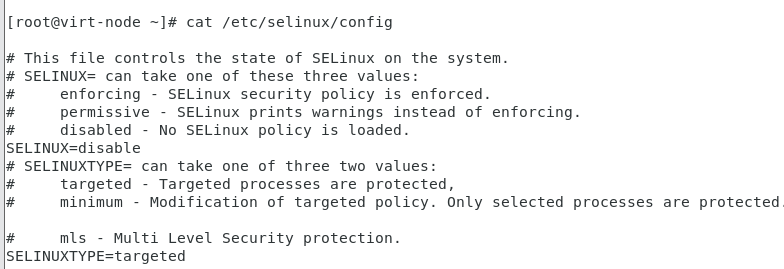 [root@virt-node ~]# cat /etc/selinux/config
# This file controls the state of SELinux on the system.
# SELINUX= can take one of these three values:
#     enforcing - SELinux security policy is enforced.
#     permissive - SELinux prints warnings instead of enforcing.
#     disabled - No SELinux policy is loaded.
SELINUX=disable
# SELINUXTYPE= can take one of three two values:
#     targeted - Targeted processes are protected,
#     minimum - Modification of targeted policy. Only selected processes are protected.
#     mls - Multi Level Security protection.
SELINUXTYPE=targeted